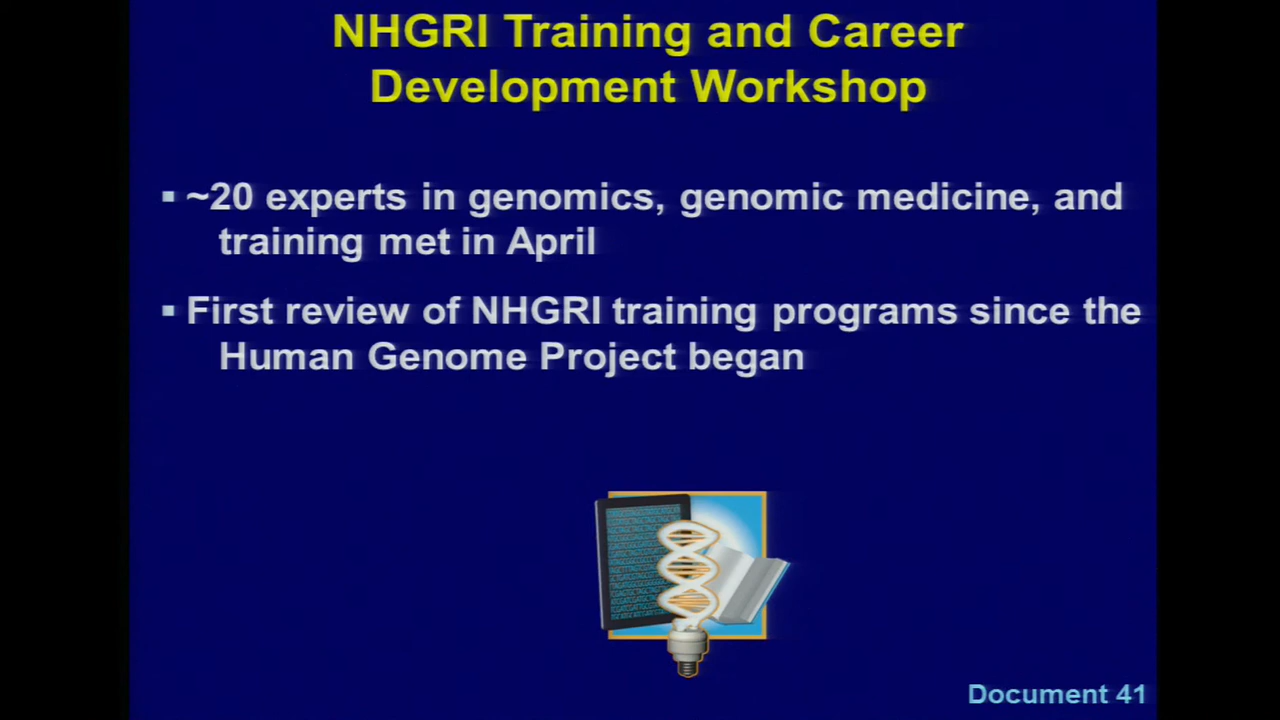 NHGRI Training and Career
Development Workshop
▪ ~20 experts in genomics, genomic medicine, and
training met in April
▪ First review of NHGRI training programs since the
Human Genome Project began
Document 41